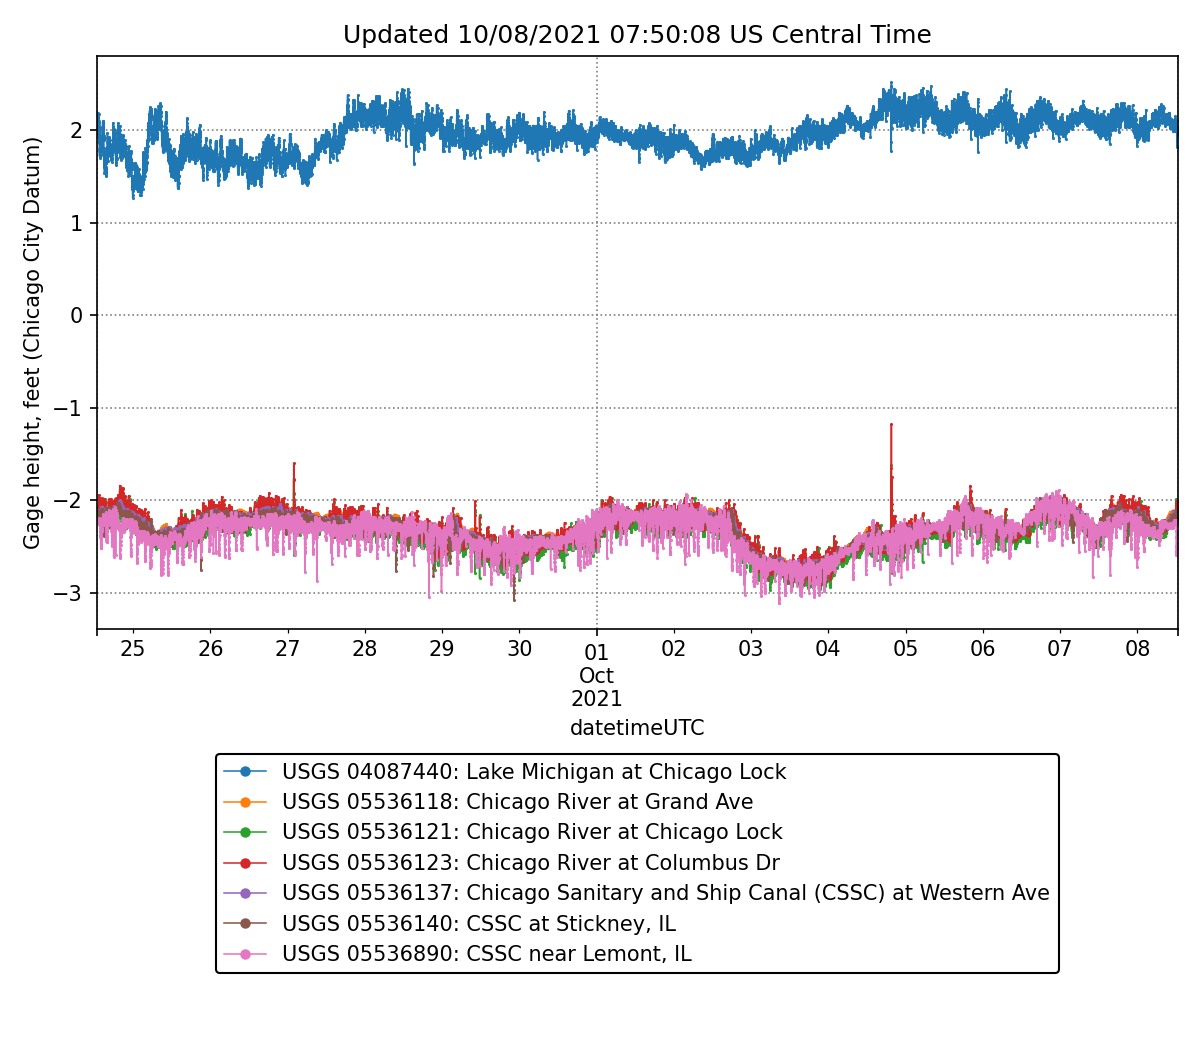 Updated 10/08/2021 07:50:08 US Central Time
Gage height, feet (Chicago City Datum)
2
1
0
−1
−2
−3
25 26 27 28 29 30 01 02 03 04 05 06 07 08
Oct
2021
datetimeUTC
USGS 04087440: Lake Michigan at Chicago Lock
USGS 05536118: Chicago River at Grand Ave
USGS 05536121: Chicago River at Chicago Lock
USGS 05536123: Chicago River at Columbus Dr
USGS 05536137: Chicago Sanitary and Ship Canal (CSSC) at Western Ave
USGS 05536140: CSSC at Stickney, IL
USGS 05536890: CSSC near Lemont, IL